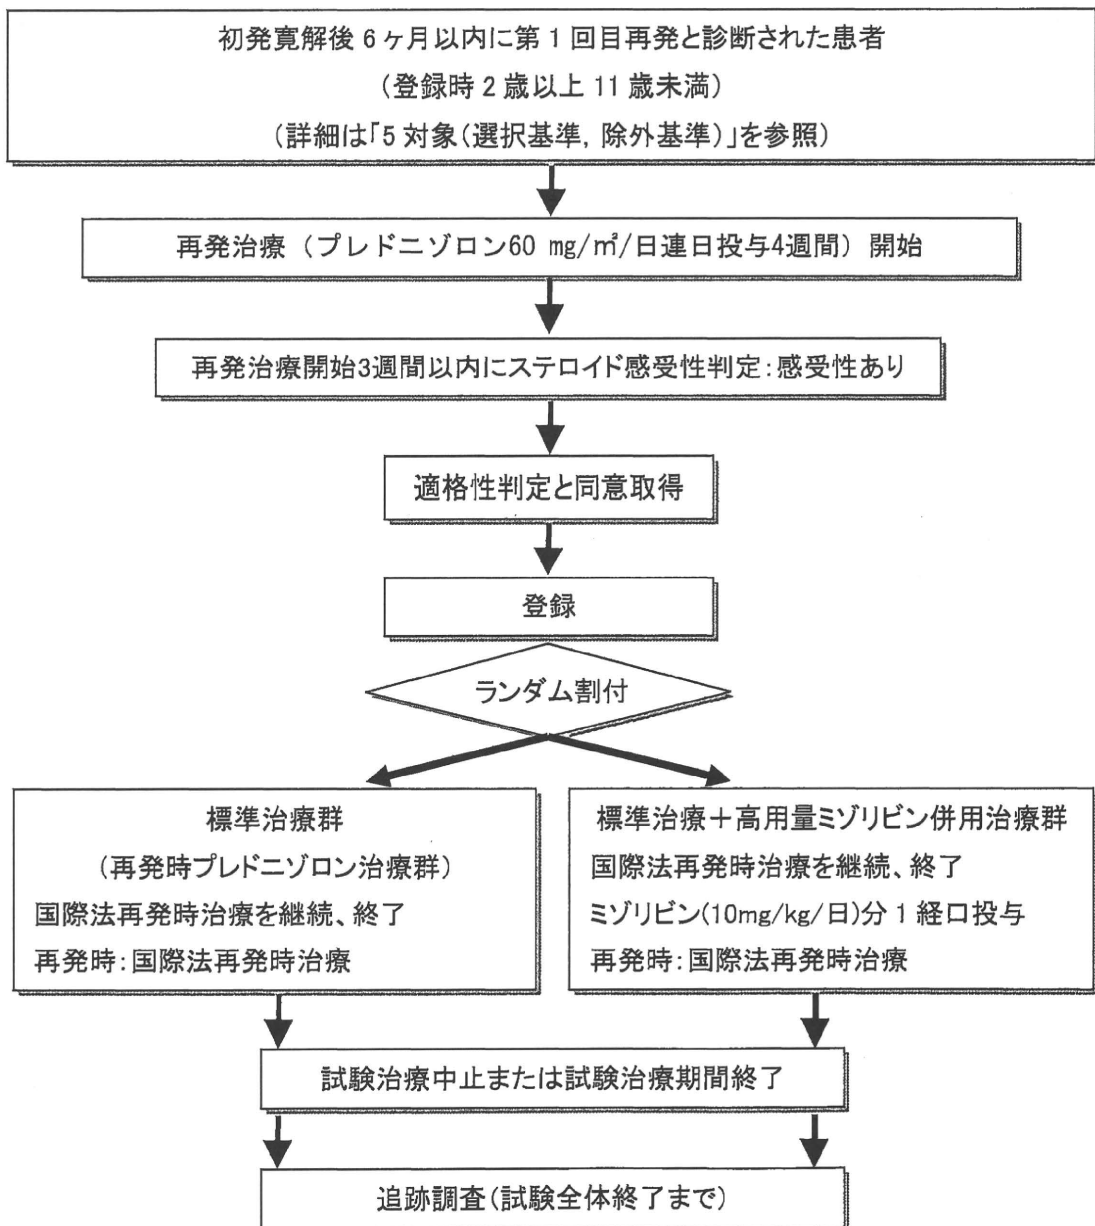 初発寛解後 6 ヶ月以内に第 1 回目再発と診断された患者
(登録時 2 歳以上 11 歳未満)
(詳細は「5 対象(選択基準, 除外基準)」を参照)
再発治療 (プレドニゾロン60 mg/㎡/日連日投与4週間) 開始
再発治療開始3週間以内にステロイド感受性判定:感受性あり
適格性判定と同意取得
登録
ランダム割付
標準治療群
(再発時プレドニゾロン治療群)
国際法再発時治療を継続、終了
再発時:国際法再発時治療
標準治療+高用量ミゾリビン併用治療群
国際法再発時治療を継続、終了
ミゾリビン(10mg/kg/日)分 1 経口投与
再発時:国際法再発時治療
試験治療中止または試験治療期間終了
追跡調査(試験全体終了まで)